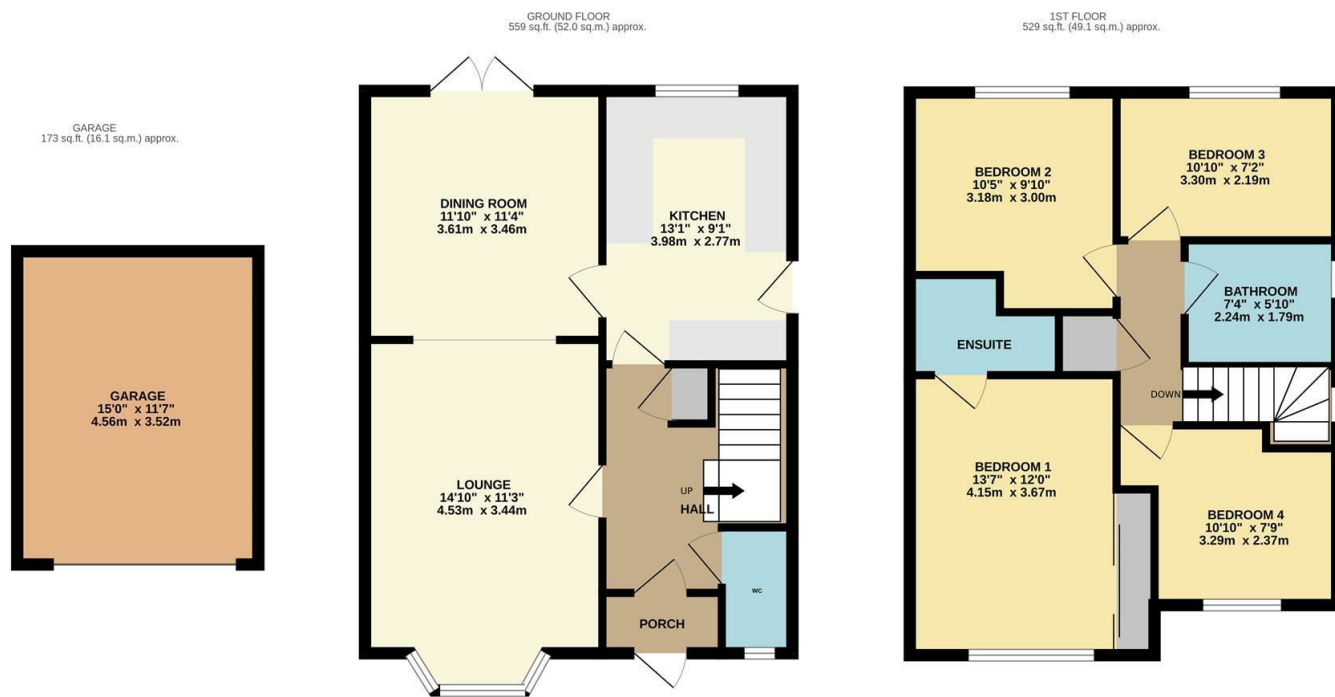 GARAGE
173 sq.ft. (16.1 sq.m.) approx.
GARAGE
15'0" x 11'7"
4.56m x 3.52m
GROUND FLOOR
559 sq.ft. (52.0 sq.m.) approx.
DINING ROOM
11'10" x 11'4"
3.61m x 3.46m
KITCHEN
13'1" x 9'1"
3.98m x 2.77m
LOUNGE
14'10" x 11'3"
4.53m x 3.44m
UP
HALL
WC
PORCH
1ST FLOOR
529 sq.ft. (49.1 sq.m.) approx.
BEDROOM 2
10'5" x 9'10"
3.18m x 3.00m
BEDROOM 3
10'10" x 7'2"
3.30m x 2.19m
BATHROOM
7'4" x 5'10"
2.24m x 1.79m
ENSUITE
DOWN
BEDROOM 1
13'7" x 12'0"
4.15m x 3.67m
BEDROOM 4
10'10" x 7'9"
3.29m x 2.37m